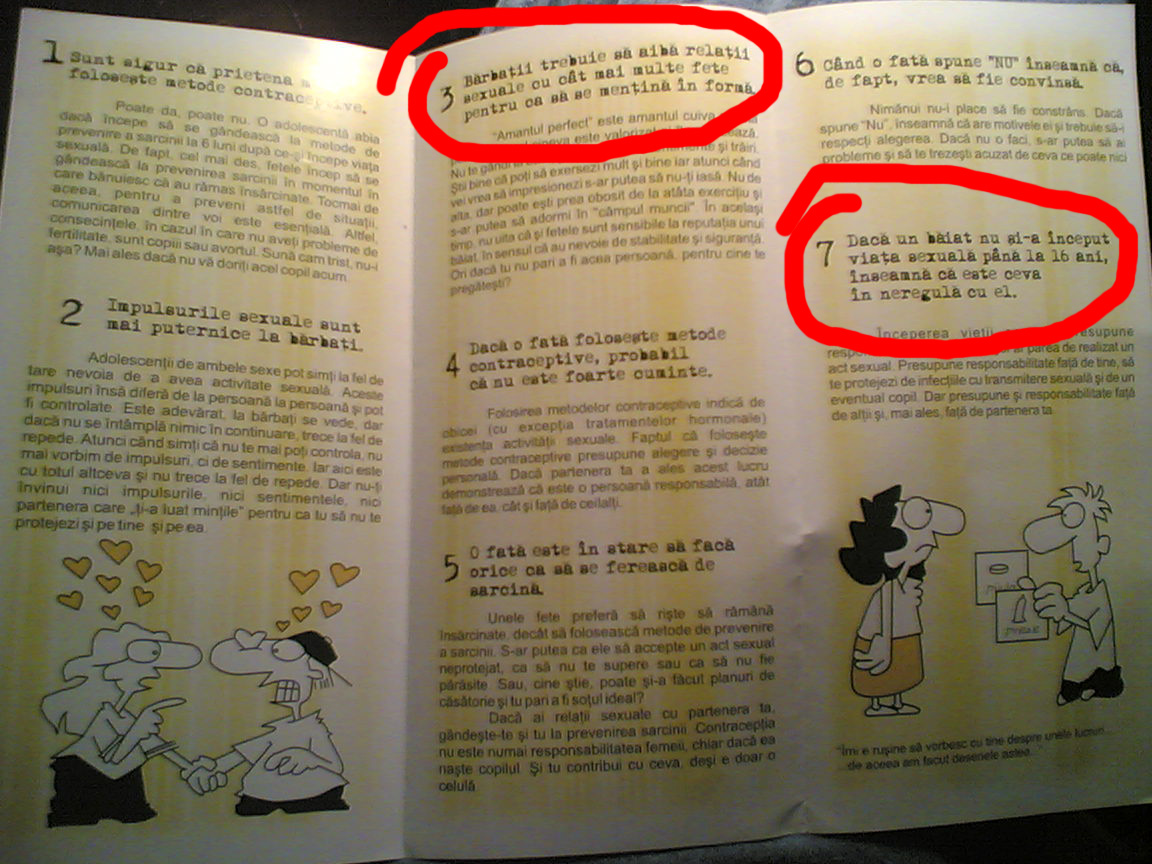 1 Sunt sigur că prietena
folosește metode contraceptive.
Poate da, poate nu. O adolescentă abia
dacă începe să se gândească la metode de
prevenire a sarcinii la 6 luni după ce-și începe viața
sexuală. De fapt, cel mai des, fetele încep să se
gândească la prevenirea sarcinii în momentul în
care bănuiesc că au rămas însărcinate. Tocmai de
aceea, pentru a preveni astfel de situații,
comunicarea dintre voi este esențială. Altfel,
consecințele, în cazul în care nu aveți probleme de
fertilitate, sunt copiii sau avortul. Sună cam trist, nu-i
așa? Mai ales dacă nu vă doriți acel copil acum.
2 Impulsurile sexuale sunt
mai puternice la bărbați.
Adolescenții de ambele sexe pot simți la fel de
tare nevoia de a avea activitate sexuală. Aceste
impulsuri însă diferă de la persoană la persoană și pot
fi controlate. Este adevărat, la bărbați se vede, dar
dacă nu se întâmplă nimic în continuare, trece la fel de
repede. Atunci când simți că nu te mai poți controla, nu
mai vorbim de impulsuri, ci de sentimente. Iar aici este
cu totul altceva și nu trece la fel de repede. Dar nu-ți
învinui nici impulsurile, nici sentimentele, nici
partenera care „ți-a luat mințile" pentru ca tu să nu te
protejezi și pe tine și pe ea.
3 Bărbații trebuie să aibă relații
sexuale cu cât mai multe fete
pentru ca să se mențină în formă.
"Amantul perfect" este amantul cuiva
și trăiri.
Nu te gândi
Știi bine că poți să exersezi mult și bine iar atunci când
vei vrea să impresionezi s-ar putea să nu-ți iasă. Nu de
alta, dar poate ești prea obosit de la atâta exercițiu și
s-ar putea să adormi în "câmpul muncii". În același
timp, nu uita că și fetele sunt sensibile la reputația unui
băiat, în sensul că au nevoie de stabilitate și siguranță.
Ori dacă tu nu pari a fi acea persoană, pentru cine te
pregătești?
4 Dacă o fată folosește metode
contraceptive, probabil
că nu este foarte cuminte.
Folosirea metodelor contraceptive indică de
obicei (cu excepția tratamentelor hormonale)
existența activității sexuale. Faptul că folosește
metode contraceptive presupune alegere și decizie
personală. Dacă partenera ta a ales acest lucru
demonstrează că este o persoană responsabilă, atât
față de ea, cât și față de ceilalți.
5 O fată este în stare să facă
orice ca să se ferească de
sarcină.
Unele fete preferă să riște să rămână
însărcinate, decât să folosească metode de prevenire
a sarcinii. S-ar putea ca ele să accepte un act sexual
neprotejat, ca să nu te supere sau ca să nu fie
părăsite. Sau, cine știe, poate și-a făcut planuri de
căsătorie și tu pari a fi soțul ideal?
Dacă ai relații sexuale cu partenera ta,
gândește-te și tu la prevenirea sarcinii. Contracepția
nu este numai responsabilitatea femeii, chiar dacă ea
naște copilul. Și tu contribui cu ceva, deși e doar o
celulă.
6 Când o fată spune "NU" înseamnă că,
de fapt, vrea să fie convinsă.
Nimănui nu-i place să fie constrâns. Dacă
spune "Nu", înseamnă că are motivele ei și trebuie să-i
respecți alegerea. Dacă nu o faci, s-ar putea să ai
probleme și să te trezești acuzat de ceva ce poate nici
7 Dacă un băiat nu și-a început
viața sexuală până la 16 ani,
înseamnă că este ceva
în neregulă cu el.
Începerea vieții presupune
partea de realizat un
act sexual. Presupune responsabilitate față de tine, să
te protejezi de infecțiile cu transmitere sexuală și de un
eventual copil. Dar presupune și responsabilitate față
de alții și, mai ales, față de partenera ta.
"Îmi e rușine să vorbesc cu tine despre unele lucruri...
...de aceea am făcut desenele astea...